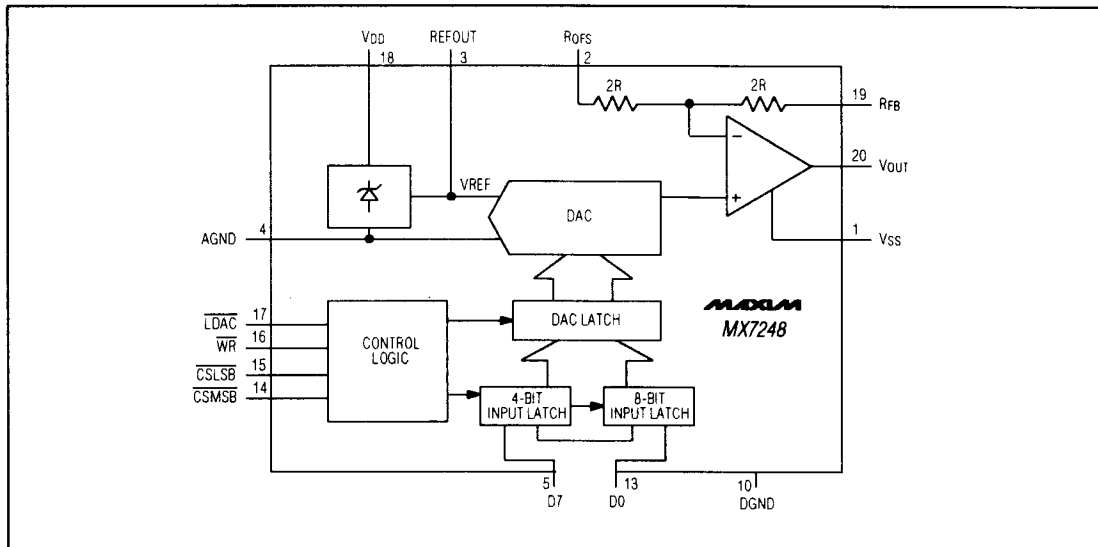 VDD
18
REFOUT
3
ROFS
2
2R
2R
19
RFB
20
VOUT
−
+
VREF
DAC
AGND
4
1
VSS
MAXIM
MX7248
LDAC
17
WR
16
CSLSB
15
CSMSB
14
CONTROL
LOGIC
DAC LATCH
4-BIT
INPUT LATCH
8-BIT
INPUT LATCH
5
D7
13
D0
10
DGND